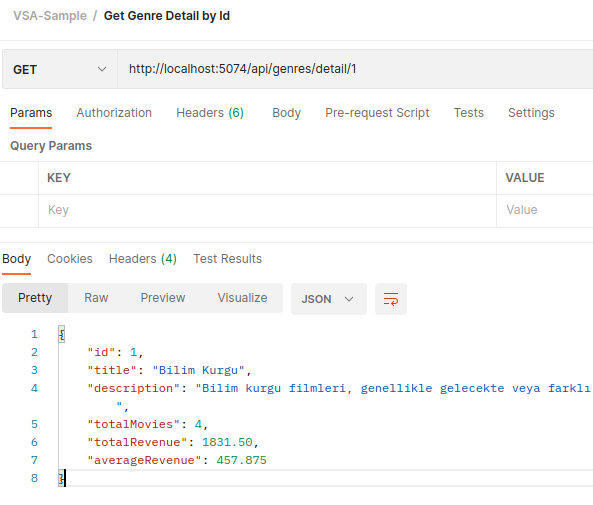 VSA-Sample / Get Genre Detail by Id
GET http://localhost:5074/api/genres/detail/1
Params Authorization Headers (6) Body Pre-request Script Tests Settings
Query Params
KEY VALUE
Key Value
Body Cookies Headers (4) Test Results
Pretty Raw Preview Visualize JSON
1 {
2 "id": 1,
3 "title": "Bilim Kurgu",
4 "description": "Bilim kurgu filmleri, genellikle gelecekte veya farklı
",
5 "totalMovies": 4,
6 "totalRevenue": 1831.50,
7 "averageRevenue": 457.875
8 }